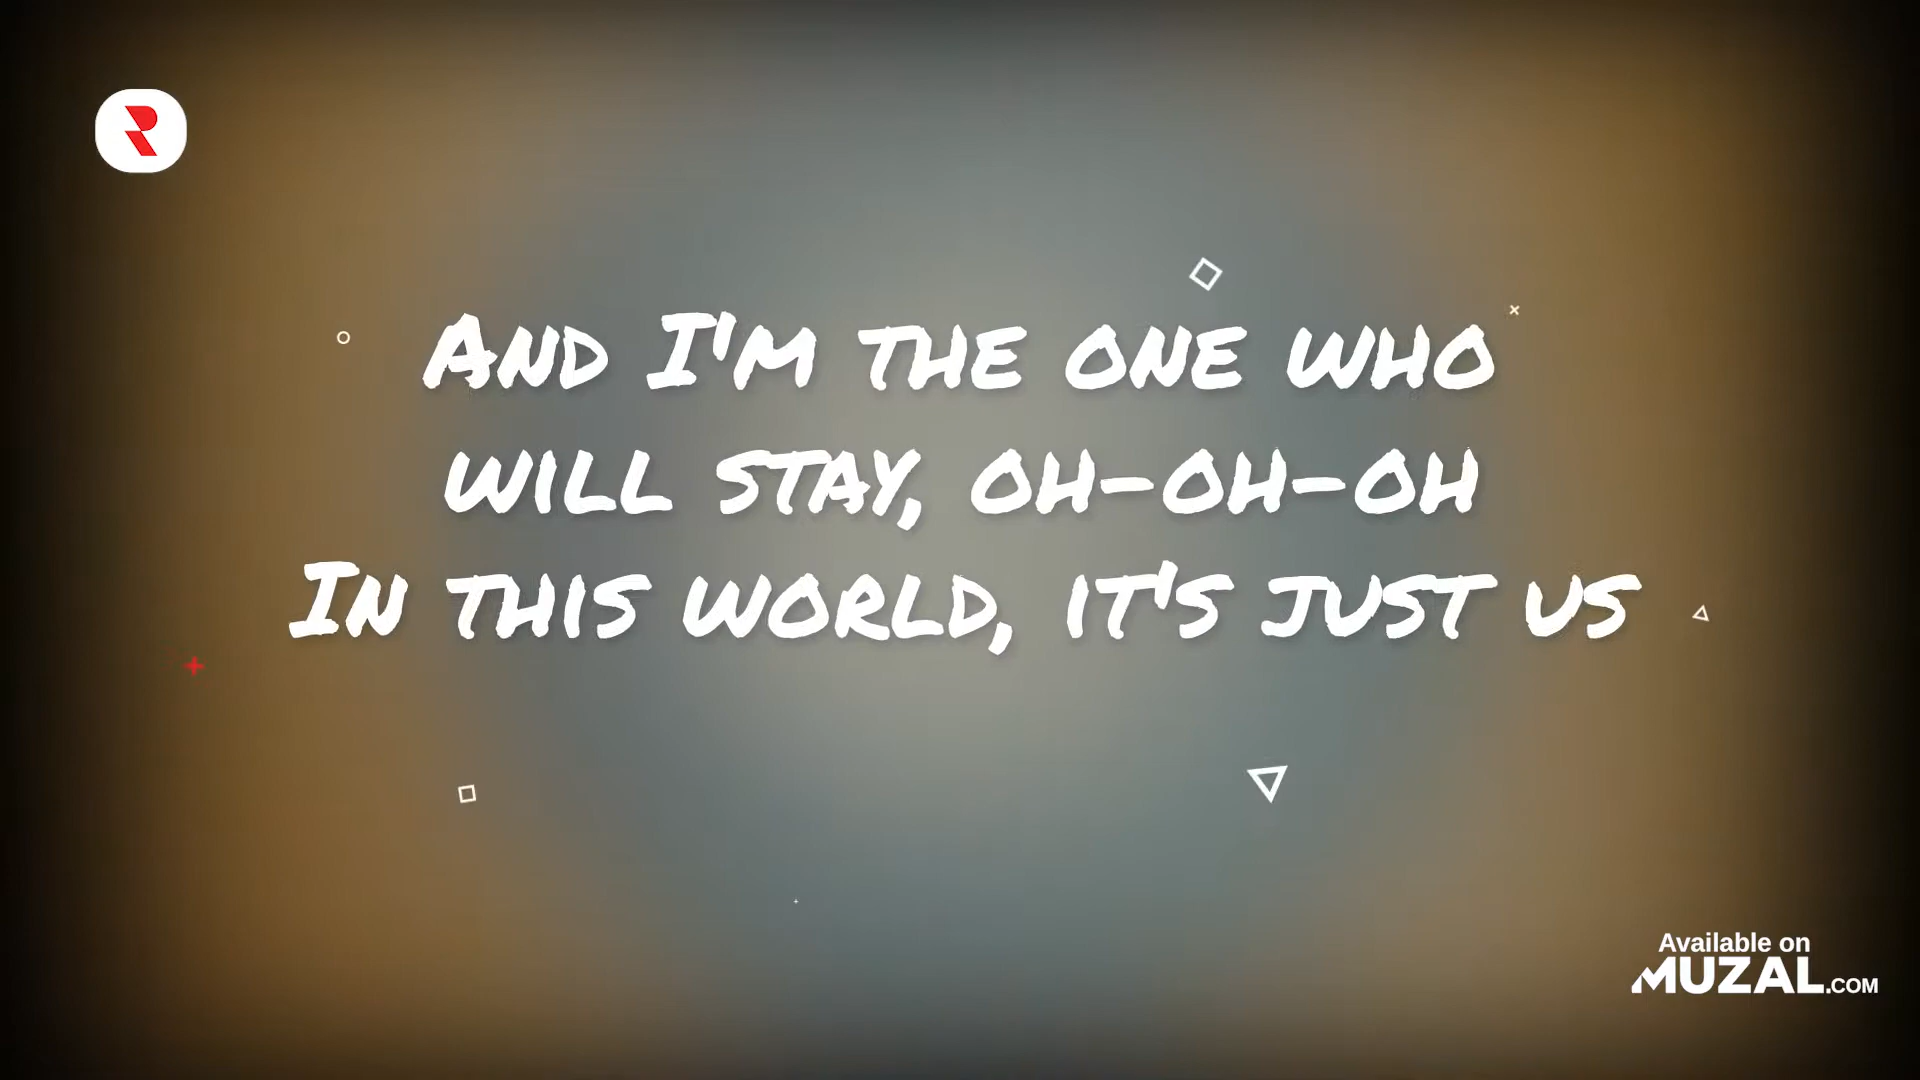 R
And I'm the one who
will stay, oh-oh-oh
In this world, it's just us
Available on
MUZAL.COM